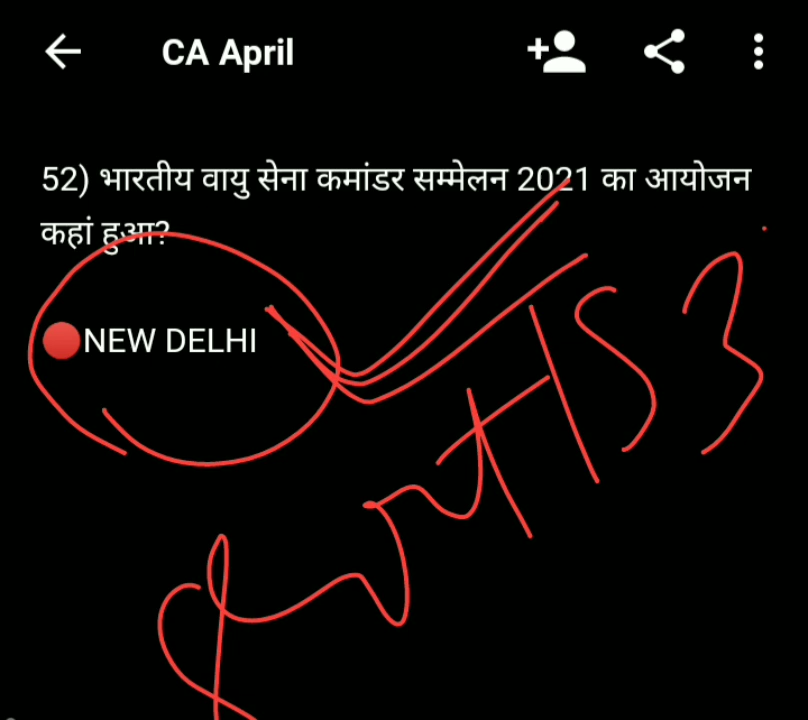 CA April
52) भारतीय वायु सेना कमांडर सम्मेलन 2021 का आयोजन
कहां हुआ?
🔴NEW DELHI